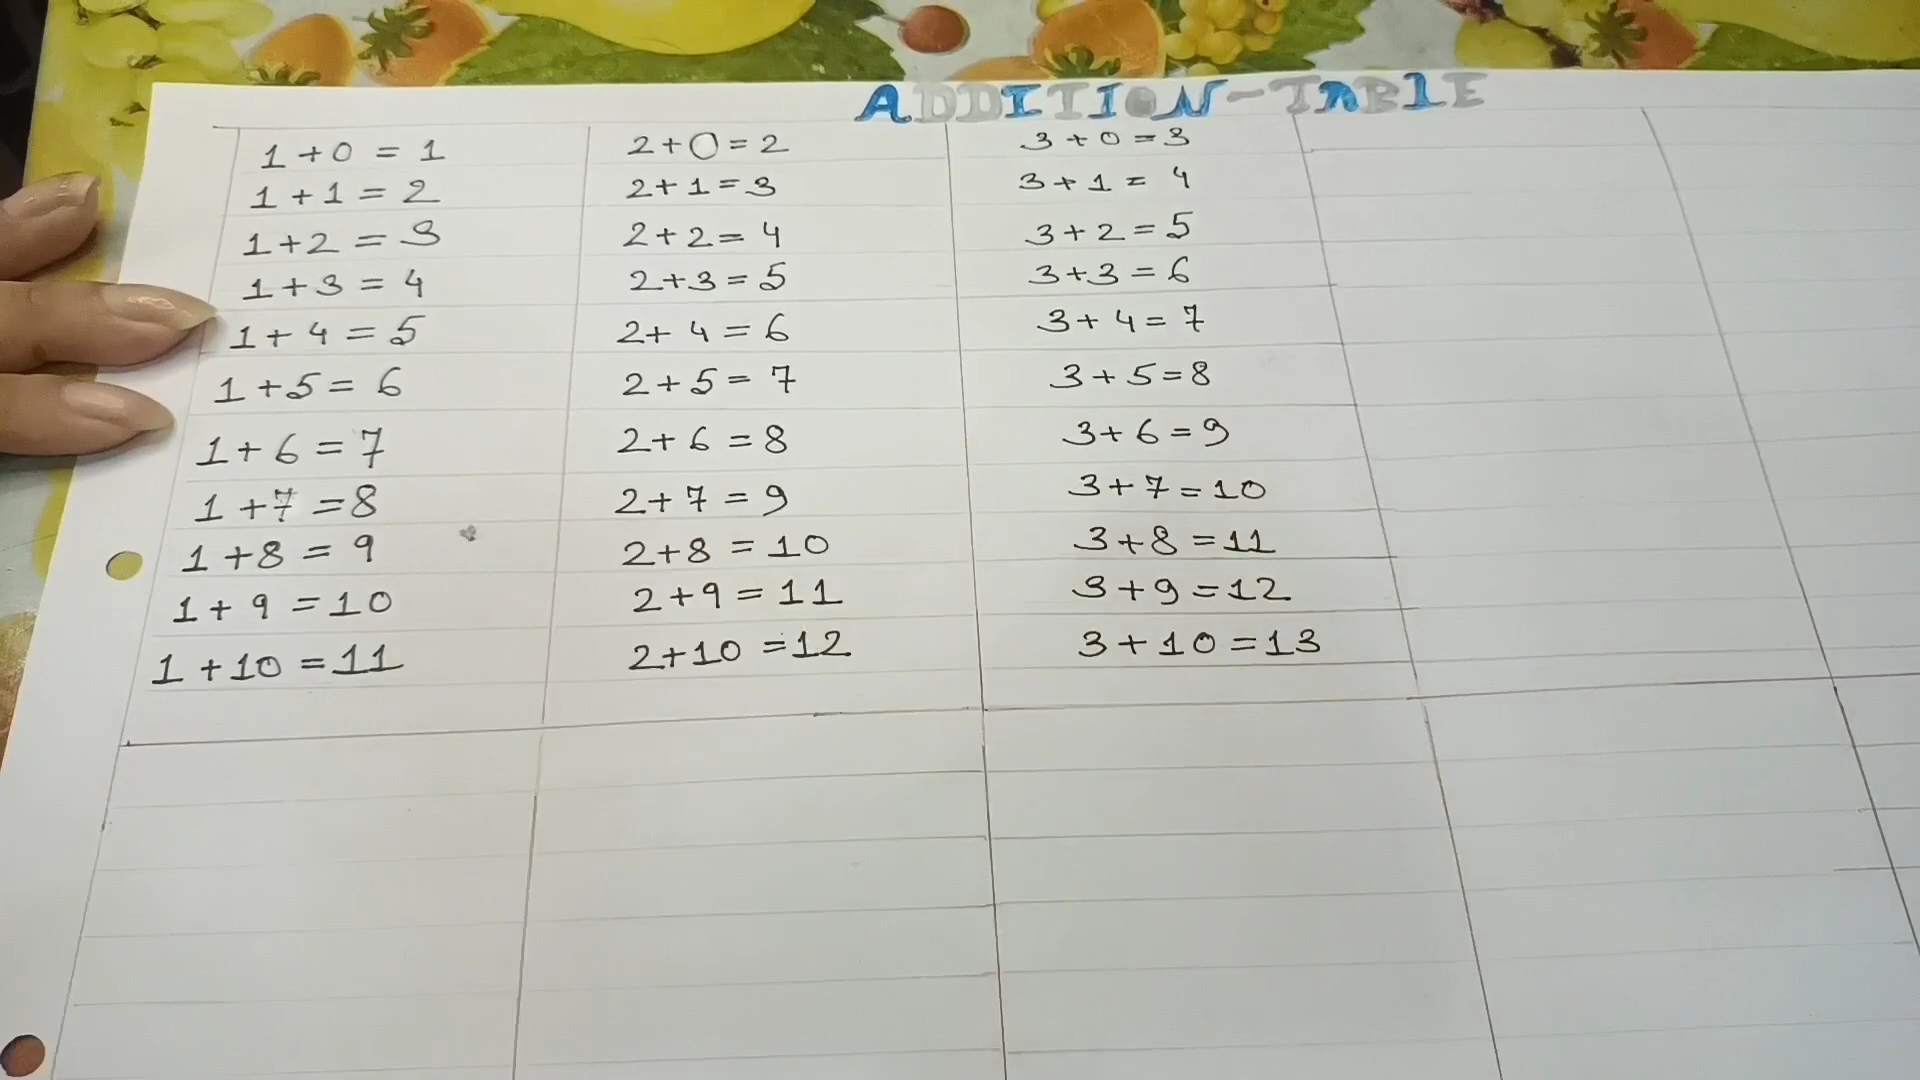 ADDITION-TABLE
1+0 = 1
1+1 = 2
1+2 = 3
1+3 = 4
1+4 = 5
1+5 = 6
1+6 = 7
1+7 = 8
1+8 = 9
1+9 = 10
1+10 = 11
2+0 = 2
2+1 = 3
2+2 = 4
2+3 = 5
2+4 = 6
2+5 = 7
2+6 = 8
2+7 = 9
2+8 = 10
2+9 = 11
2+10 = 12
3+0 = 3
3+1 = 4
3+2 = 5
3+3 = 6
3+4 = 7
3+5 = 8
3+6 = 9
3+7 = 10
3+8 = 11
3+9 = 12
3+10 = 13